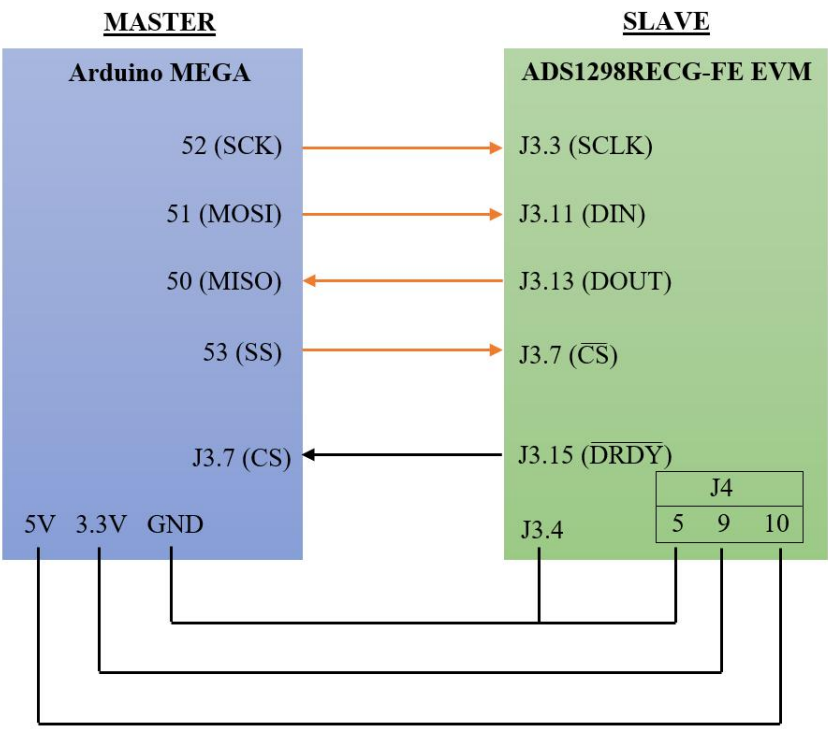 MASTER
SLAVE
Arduino MEGA
ADS1298RECG-FE EVM
52 (SCK)
J3.3 (SCLK)
51 (MOSI)
J3.11 (DIN)
50 (MISO)
J3.13 (DOUT)
53 (SS)
J3.7 (C̅S̅)
J3.7 (CS)
J3.15 (D̅R̅D̅Y̅)
J4
5V 3.3V GND
J3.4
5 9 10